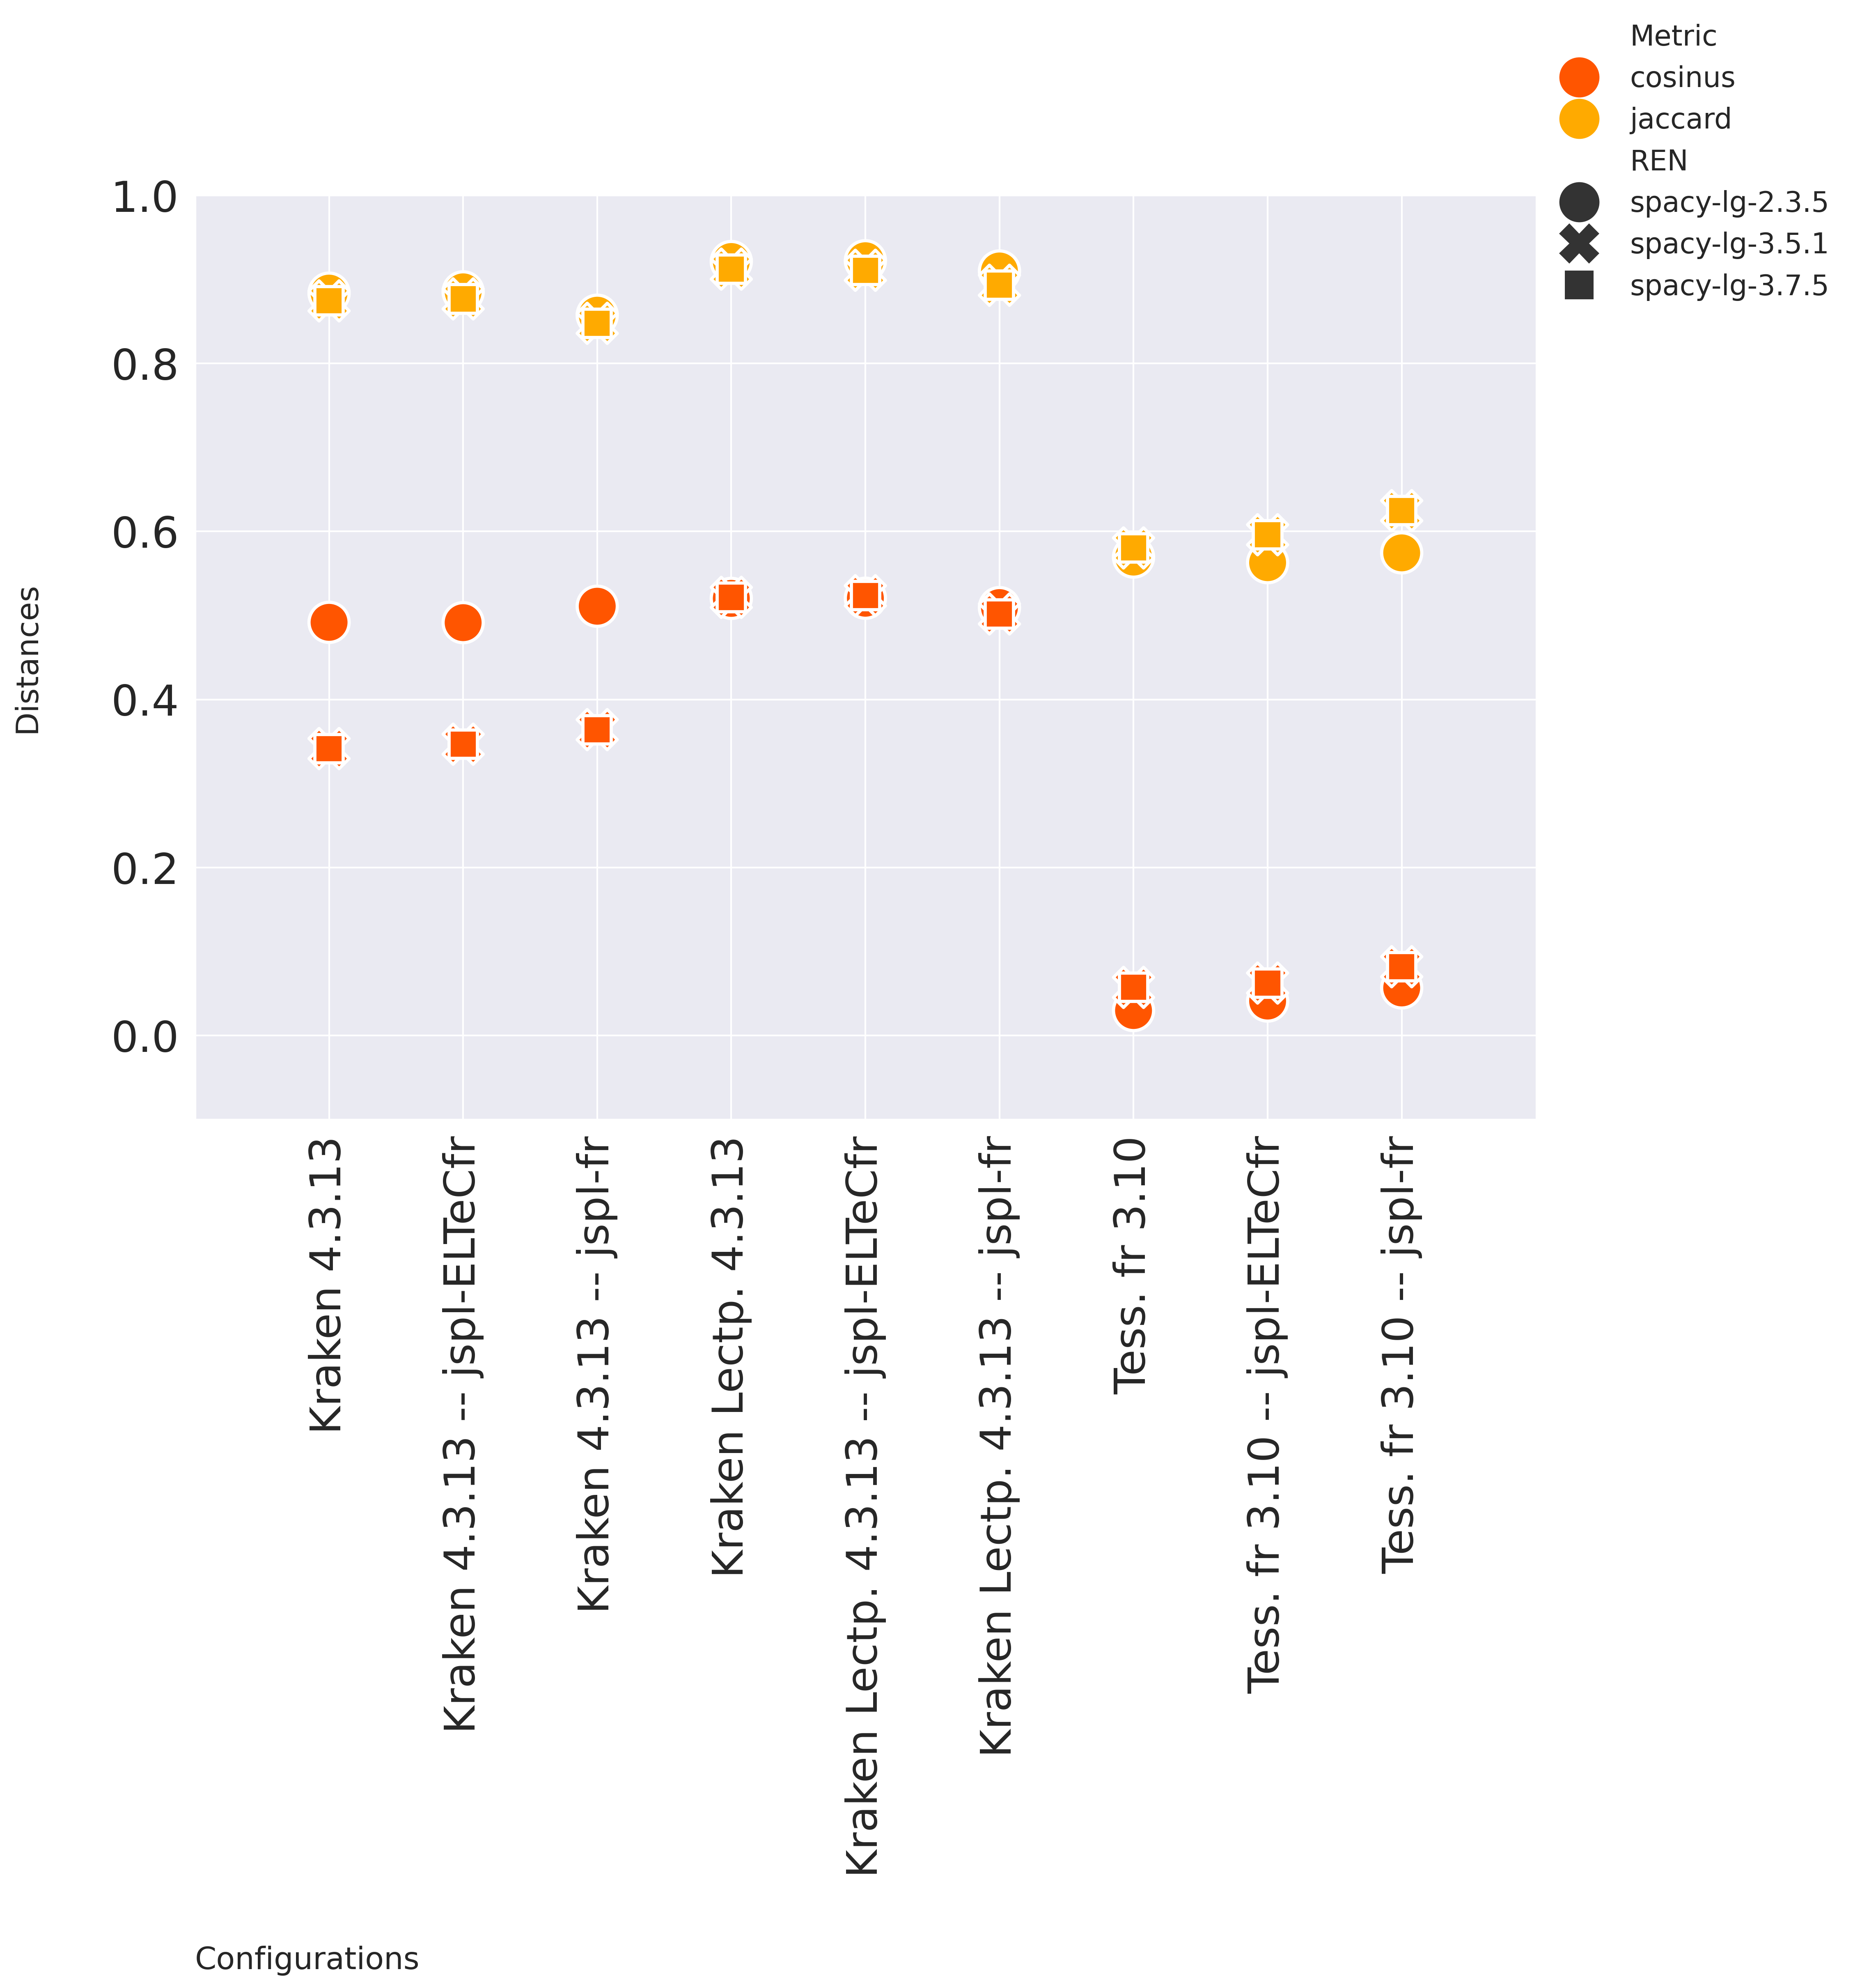 Metric
cosinus
jaccard
REN
spacy-lg-2.3.5
spacy-lg-3.5.1
spacy-lg-3.7.5
Distances
1.0
0.8
0.6
0.4
0.2
0.0
Kraken 4.3.13
Kraken 4.3.13 -- jspl-ELTeCfr
Kraken 4.3.13 -- jspl-fr
Kraken Lectp. 4.3.13
Kraken Lectp. 4.3.13 -- jspl-ELTeCfr
Kraken Lectp. 4.3.13 -- jspl-fr
Tess. fr 3.10
Tess. fr 3.10 -- jspl-ELTeCfr
Tess. fr 3.10 -- jspl-fr
Configurations